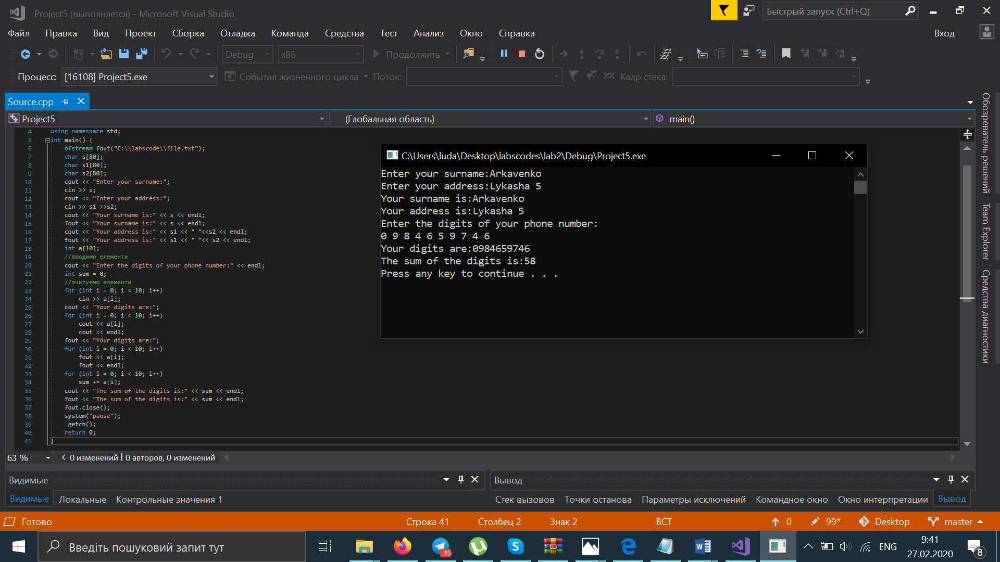 Project5 (выполняется) - Microsoft Visual Studio
Быстрый запуск (Ctrl+Q)
Файл Правка Вид Проект Сборка Отладка Команда Средства Тест Анализ Окно Справка
Вход
Debug x86 Продолжить
Процесс: [16108] Project5.exe События жизненного цикла Поток: Кадр стека:
Source.cpp
Project5 (Глобальная область) main()
4 using namespace std;
5 int main() {
6 ofstream fout("C:\\labscode\\file.txt");
7 char s[80];
8 char s1[80];
9 char s2[80];
10 cout << "Enter your surname:";
11 cin >> s;
12 cout << "Enter your address:";
13 cin >> s1 >>s2;
14 cout << "Your surname is:" << s << endl;
15 fout << "Your surname is:" << s << endl;
16 cout << "Your address is:" << s1 << " "<<s2 << endl;
17 fout << "Your address is:" << s1 << " "<< s2 << endl;
18 int a[10];
19 //вводимо елементи
20 cout << "Enter the digits of your phone number:" << endl;
21 int sum = 0;
22 //зчитуємо елементи
23 for (int i = 0; i < 10; i++)
24 cin >> a[i];
25 cout << "Your digits are:";
26 for (int i = 0; i < 10; i++)
27 cout << a[i];
28 cout << endl;
29 fout << "Your digits are:";
30 for (int i = 0; i < 10; i++)
31 fout << a[i];
32 fout << endl;
33 for (int i = 0; i < 10; i++)
34 sum += a[i];
35 cout << "The sum of the digits is:" << sum << endl;
36 fout << "The sum of the digits is:" << sum << endl;
37 fout.close();
38 system("pause");
39 _getch();
40 return 0;
41 }
C:\Users\luda\Desktop\labscodes\lab2\Debug\Project5.exe
Enter your surname:Arkavenko
Enter your address:Lykasha 5
Your surname is:Arkavenko
Your address is:Lykasha 5
Enter the digits of your phone number:
0 9 8 4 6 5 9 7 4 6
Your digits are:0984659746
The sum of the digits is:58
Press any key to continue . . .
Обозреватель решений
Team Explorer
Средства диагностики
63 % 0 изменений | 0 авторов, 0 изменений
Видимые
Видимые Локальные Контрольные значения 1
Вывод
Стек вызовов Точки останова Параметры исключений Командное окно Окно интерпретации Вывод
Готово Строка 41 Столбец 2 Знак 2 ВСТ 0 99* Desktop master
Введіть пошуковий запит тут
..95
ENG
9:41
27.02.2020
8